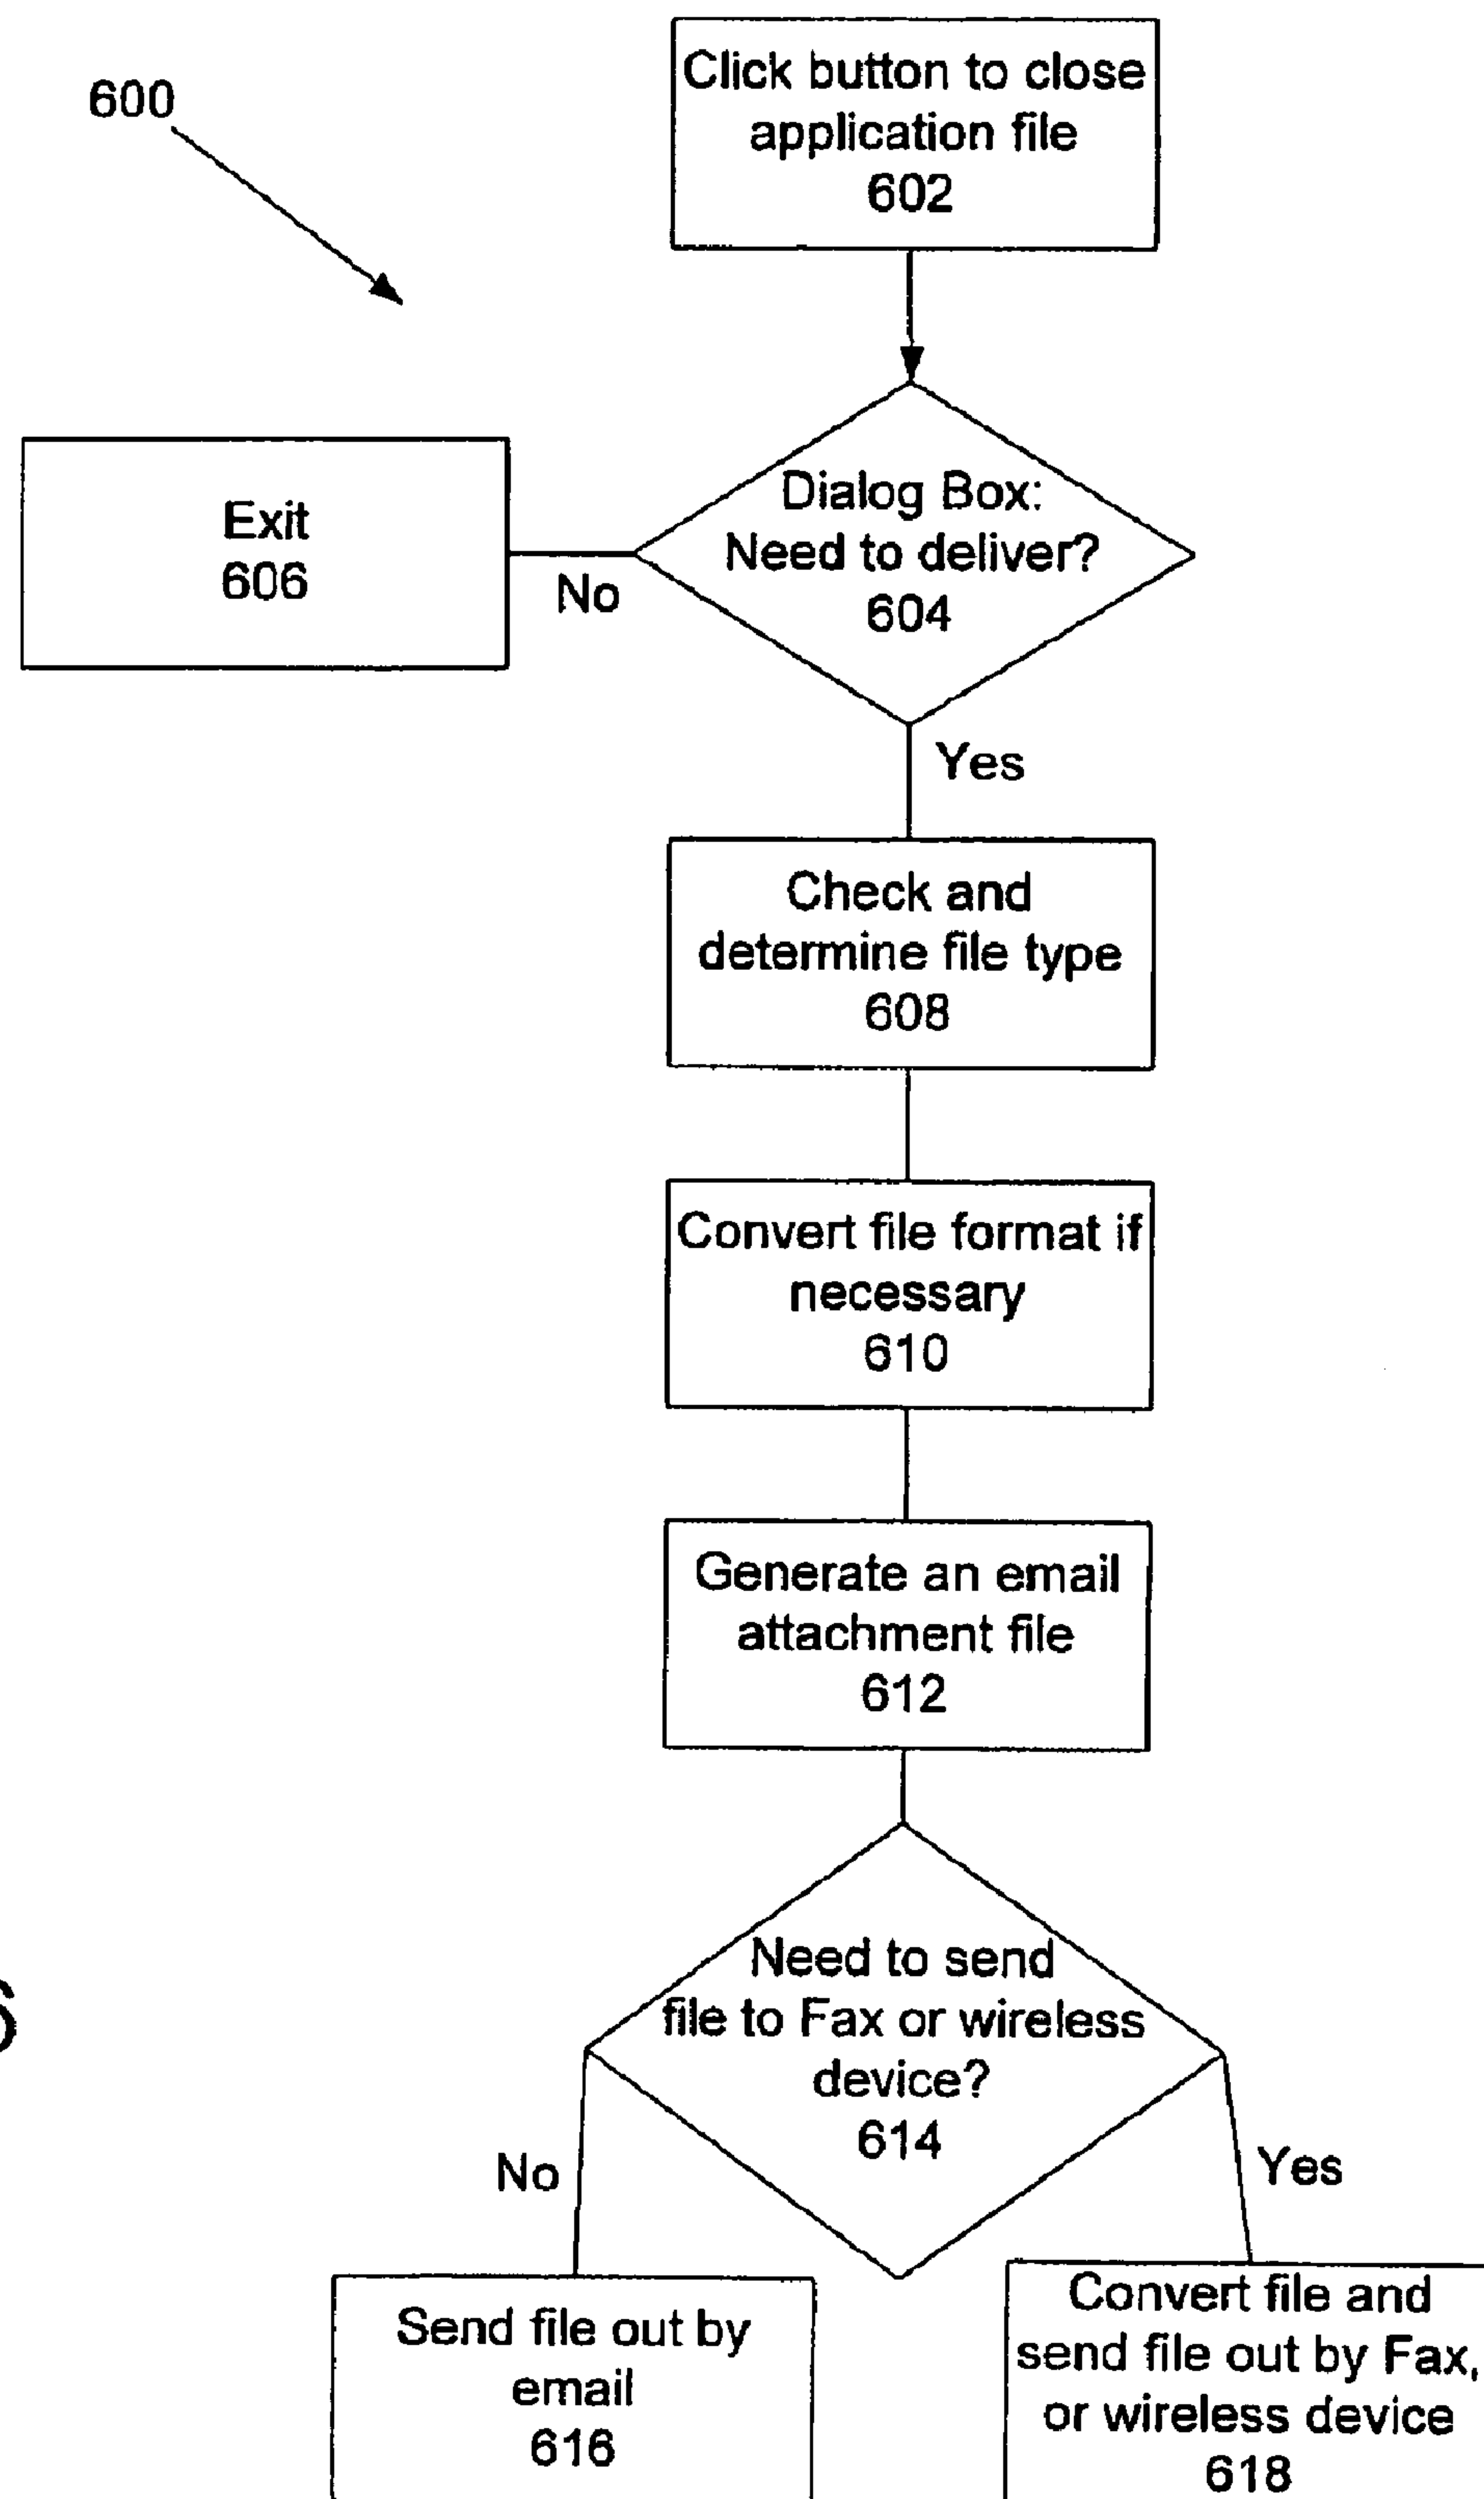 600
Click button to close
application file
602
Dialog Box:
Need to deliver?
604
Exit
606
No
Yes
Check and
determine file type
608
Convert file format if
necessary
610
Generate an email
attachment file
612
Need to send
file to Fax or wireless
device?
614
No
Yes
Send file out by
email
616
Convert file and
send file out by Fax,
or wireless device
618